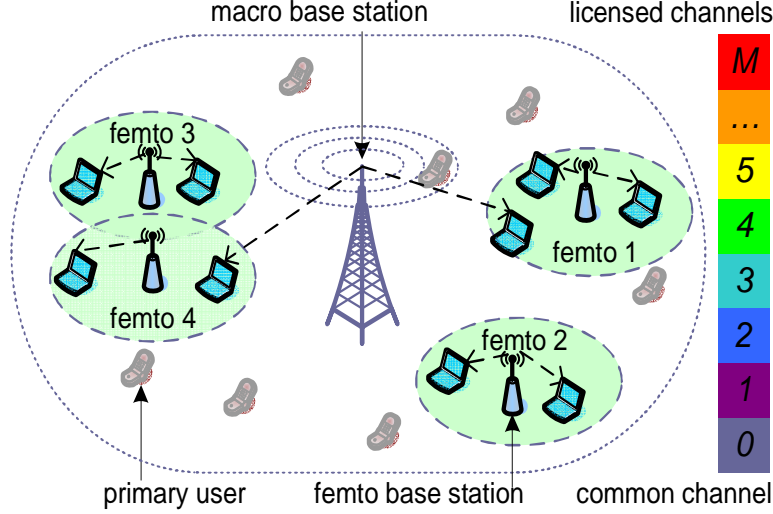 macro base station
licensed channels
M
...
5
4
3
2
1
0
femto 3
femto 1
femto 4
femto 2
primary user
femto base station
common channel